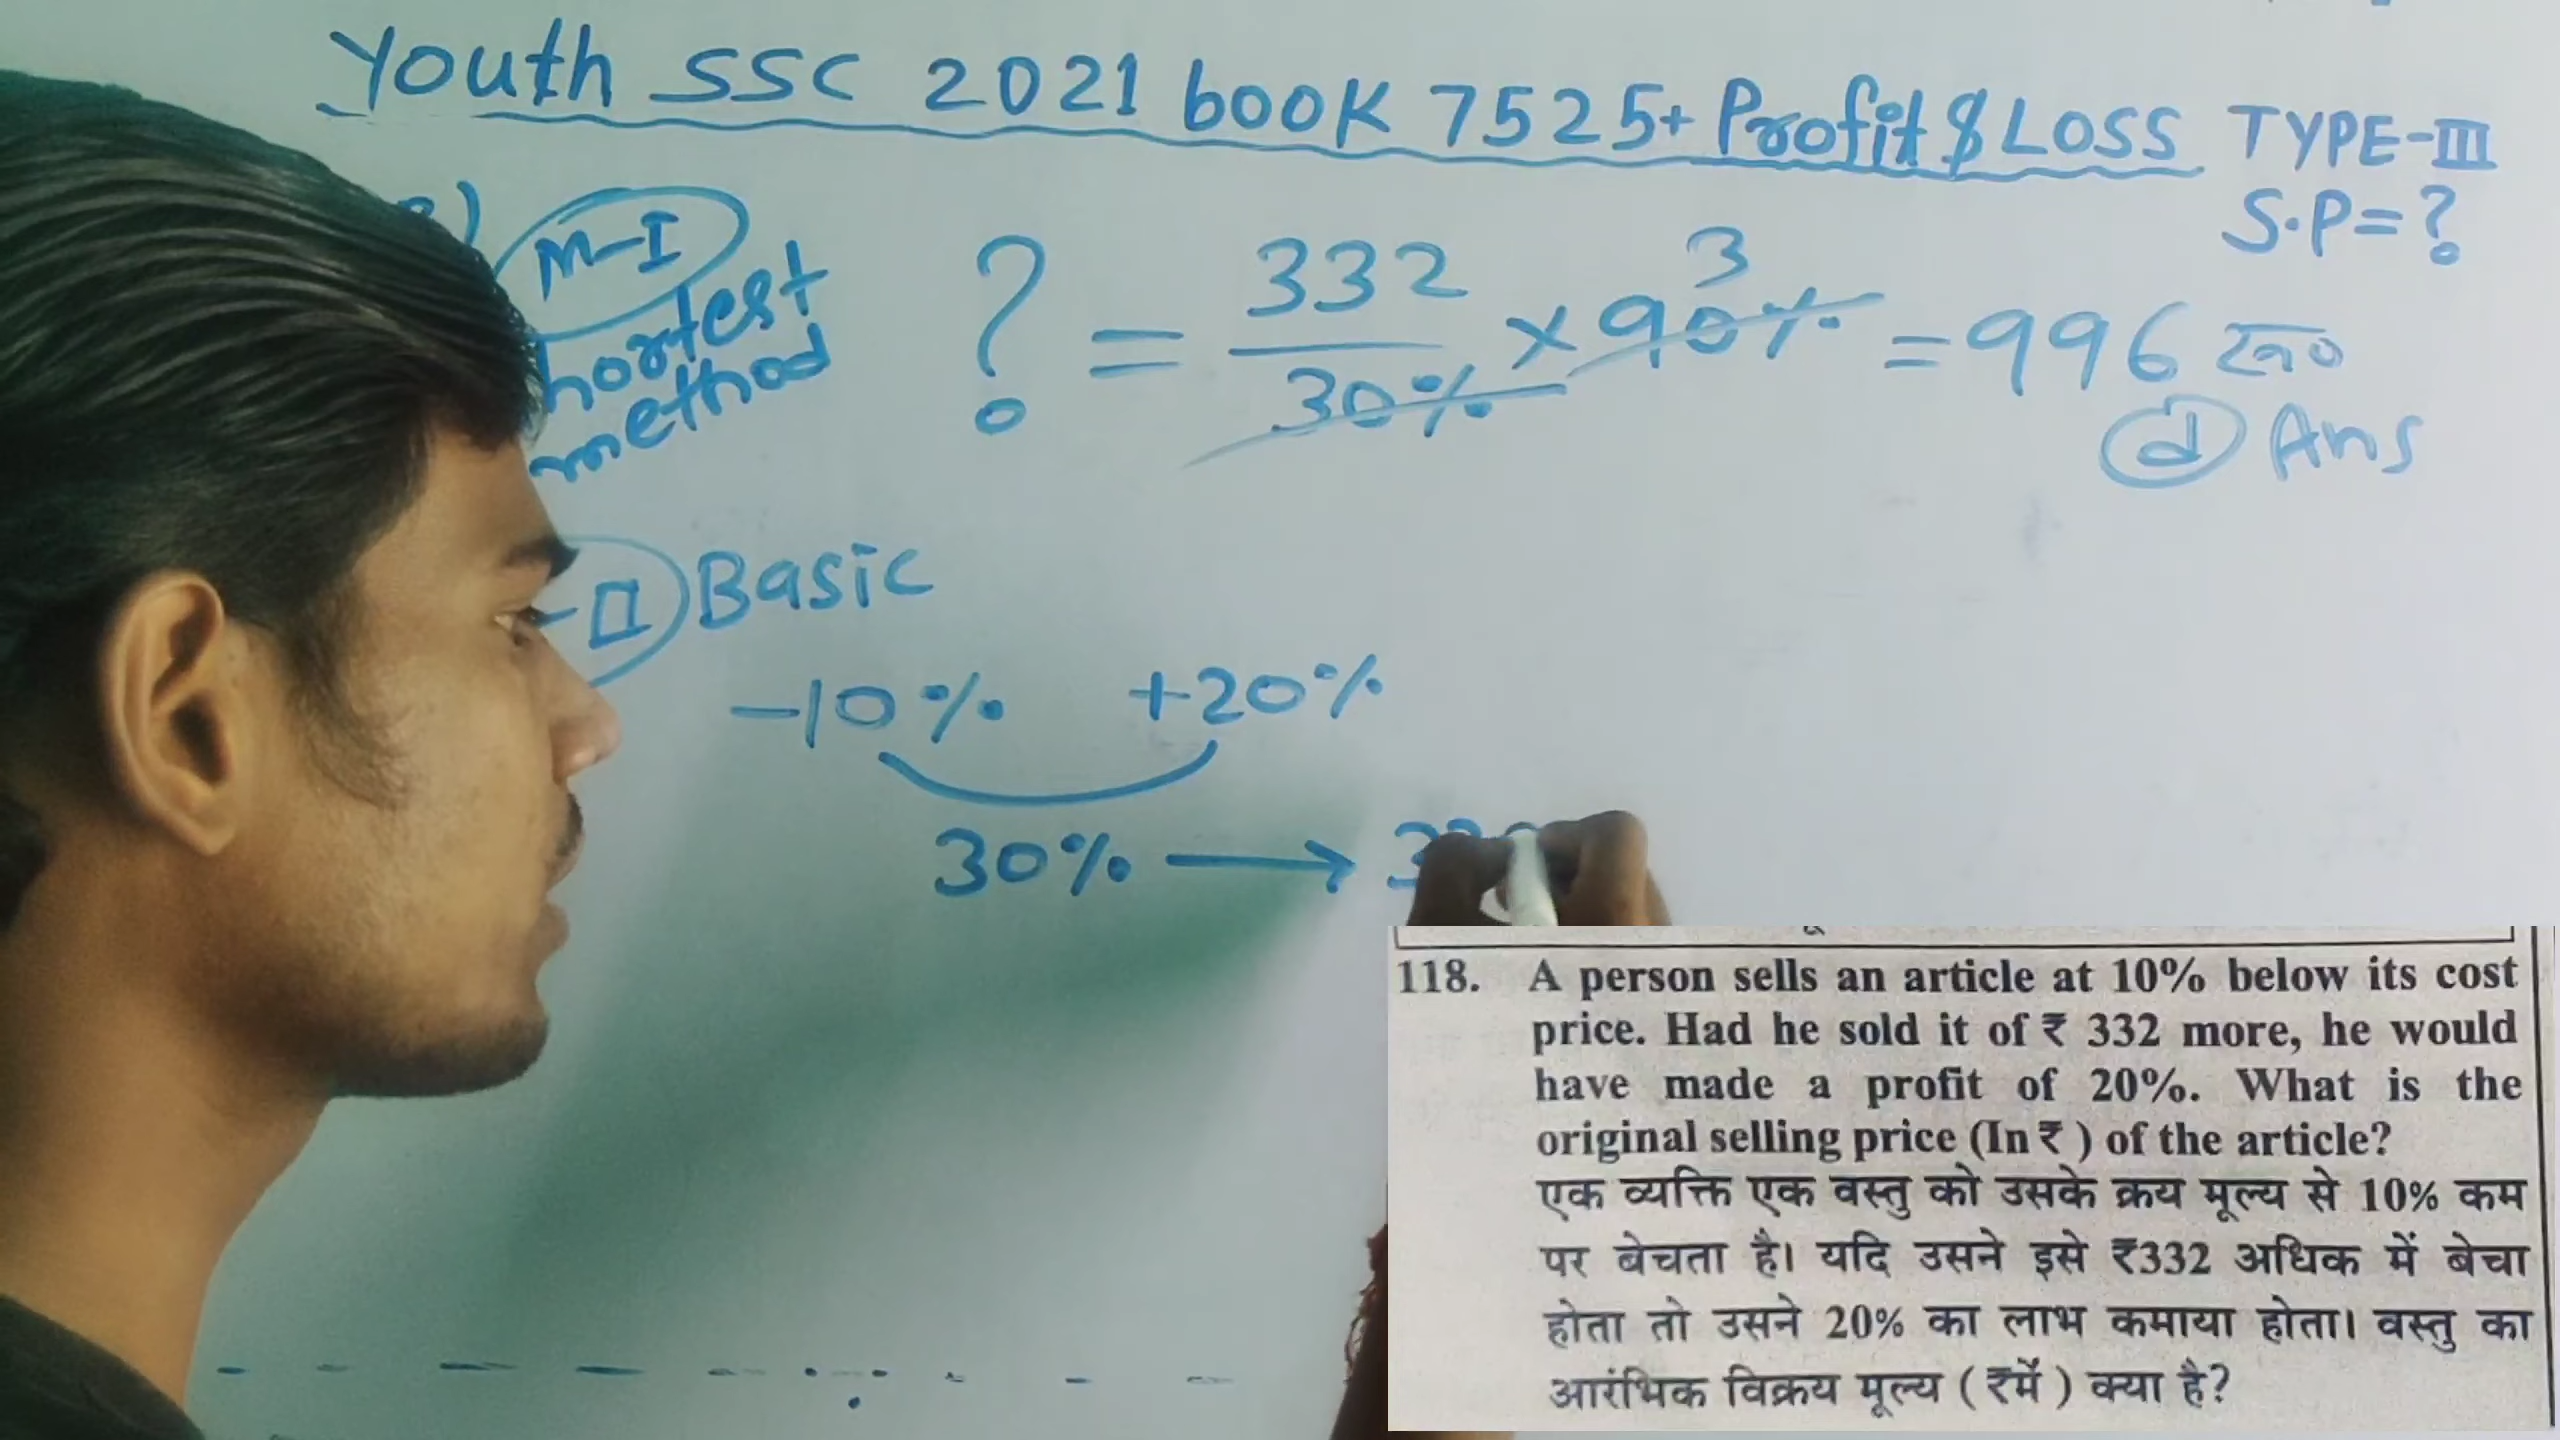 Youth SSC 2021 book 7525+ Profit & LOSS TYPE-III
S.P=?
M-I
hortest
method
? = 332/30% × 90% = 996 रू०
3
d Ans
-II Basic
-10% +20%
30% →
118. A person sells an article at 10% below its cost
price. Had he sold it of ₹ 332 more, he would
have made a profit of 20%. What is the
original selling price (In ₹ ) of the article?
एक व्यक्ति एक वस्तु को उसके क्रय मूल्य से 10% कम
पर बेचता है। यदि उसने इसे ₹332 अधिक में बेचा
होता तो उसने 20% का लाभ कमाया होता। वस्तु का
आरंभिक विक्रय मूल्य ( ₹में ) क्या है?